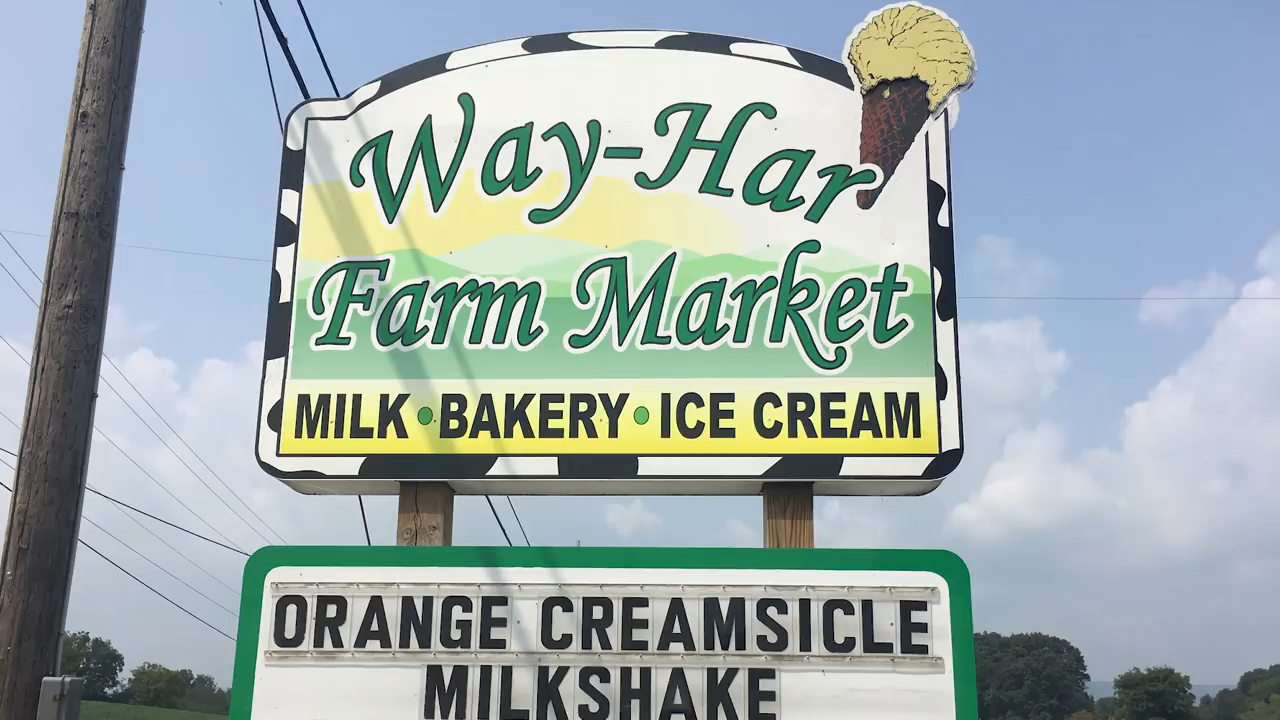 Way-Har
Farm Market
MILK • BAKERY • ICE CREAM
ORANGE CREAMSICLE
MILKSHAKE